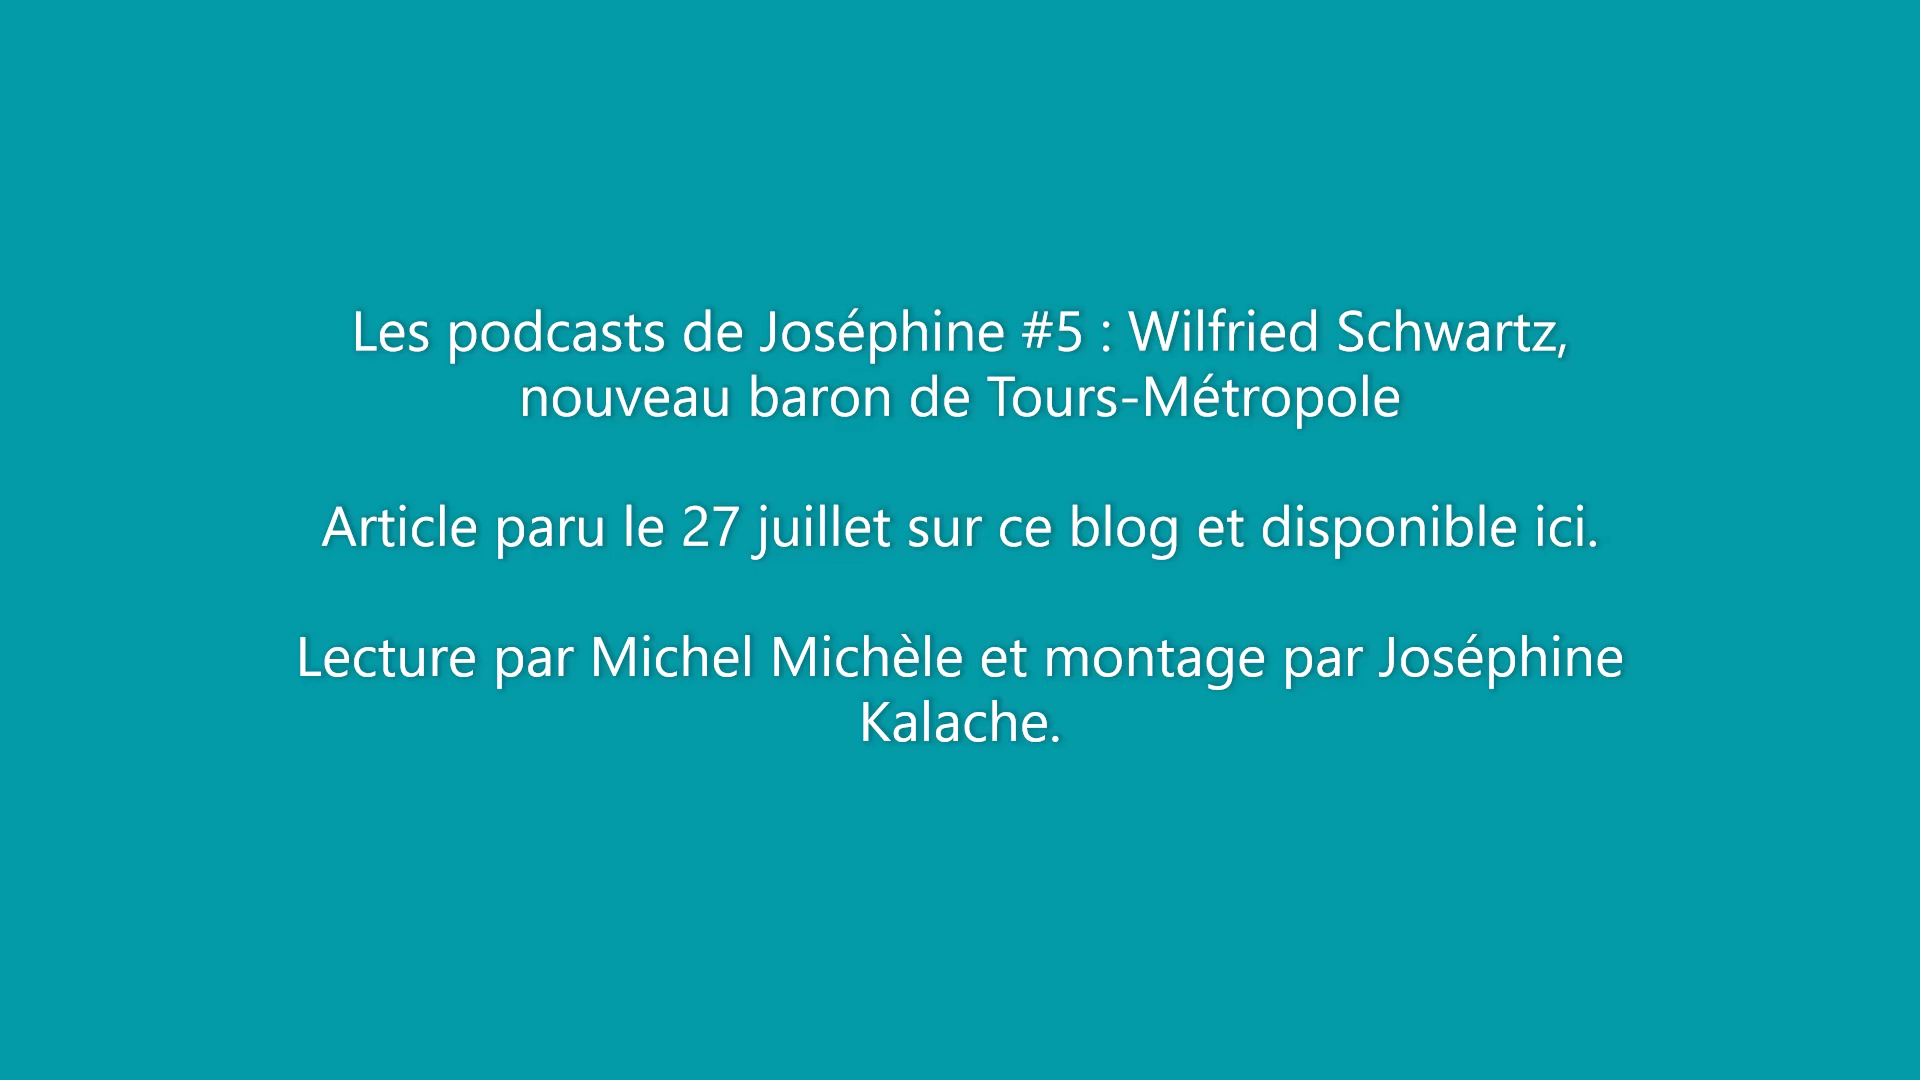 Les podcasts de Joséphine #5 : Wilfried Schwartz,
nouveau baron de Tours-Métropole
Article paru le 27 juillet sur ce blog et disponible ici.
Lecture par Michel Michèle et montage par Joséphine
Kalache.